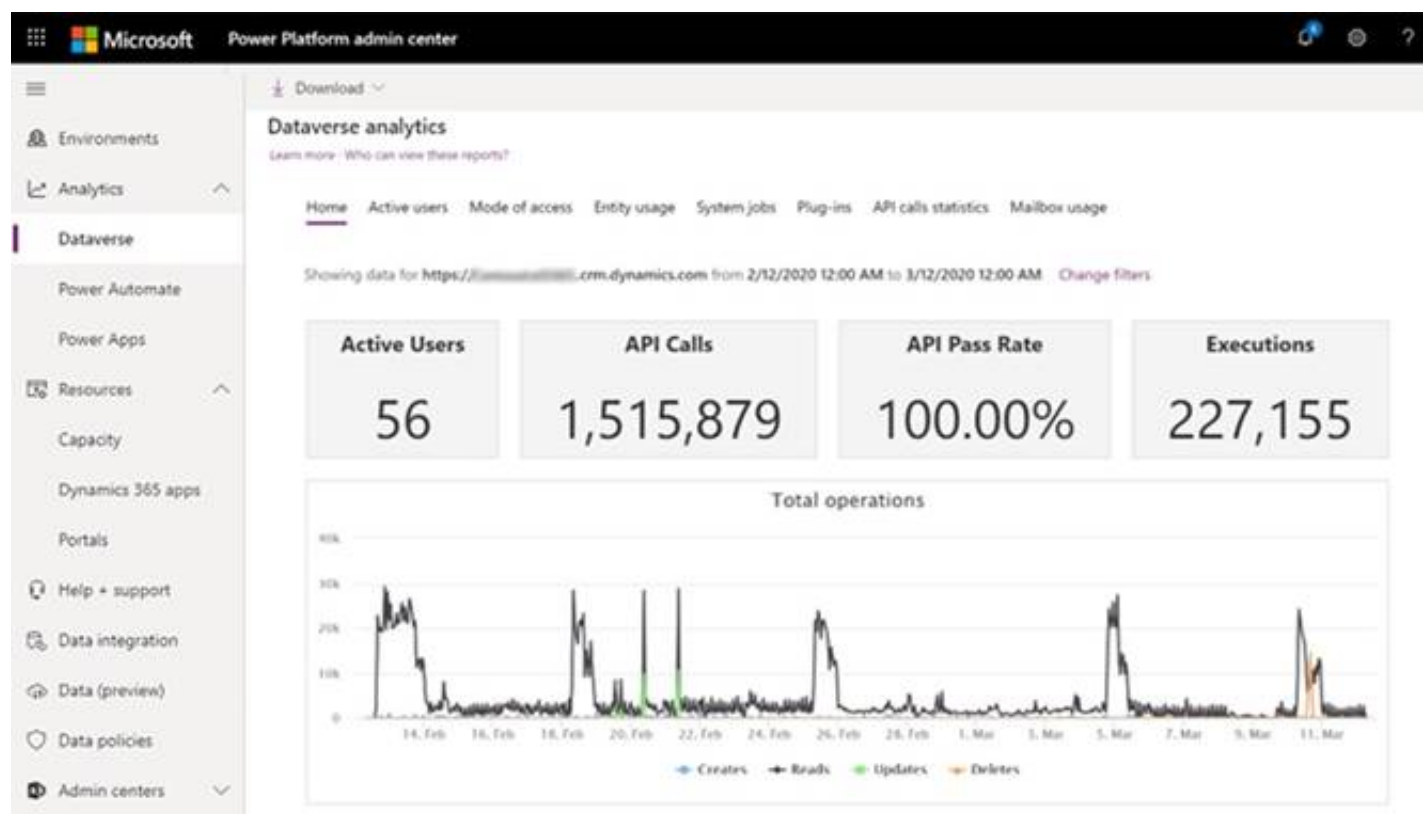 Microsoft Power Platform admin center
?
Download
Environments
Analytics
Dataverse
Power Automate
Power Apps
Resources
Capacity
Dynamics 365 apps
Portals
Help + support
Data integration
Data (preview)
Data policies
Admin centers
Dataverse analytics
Learn more · Who can view these reports?
Home Active users Mode of access Entity usage System jobs Plug-ins API calls statistics Mailbox usage
Showing data for https:// .crm.dynamics.com from 2/12/2020 12:00 AM to 3/12/2020 12:00 AM Change filters
Active Users API Calls API Pass Rate Executions
56 1,515,879 100.00% 227,155
Total operations
40k
30k
20k
10k
0
14. Feb 16. Feb 18. Feb 20. Feb 22. Feb 24. Feb 26. Feb 28. Feb 1. Mar 3. Mar 5. Mar 7. Mar 9. Mar 11. Mar
Creates Reads Updates Deletes